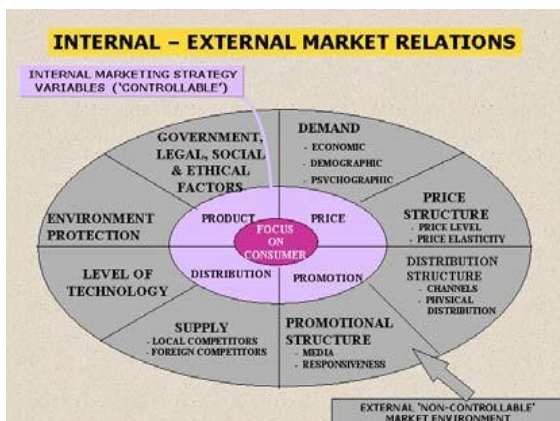 INTERNAL – EXTERNAL MARKET RELATIONS
INTERNAL MARKETING STRATEGY
VARIABLES ('CONTROLLABLE')
GOVERNMENT,
LEGAL, SOCIAL
& ETHICAL
FACTORS
DEMAND
- ECONOMIC
- DEMOGRAPHIC
- PSYCHOGRAPHIC
ENVIRONMENT
PROTECTION
PRODUCT
PRICE
PRICE
STRUCTURE
- PRICE LEVEL
- PRICE ELASTICITY
FOCUS
ON
CONSUMER
LEVEL OF
TECHNOLOGY
DISTRIBUTION
PROMOTION
DISTRIBUTION
STRUCTURE
- CHANNELS
- PHYSICAL
DISTRIBUTION
SUPPLY
- LOCAL COMPETITORS
- FOREIGN COMPETITORS
PROMOTIONAL
STRUCTURE
- MEDIA
- RESPONSIVENESS
EXTERNAL 'NON-CONTROLLABLE'
MARKET ENVIRONMENT